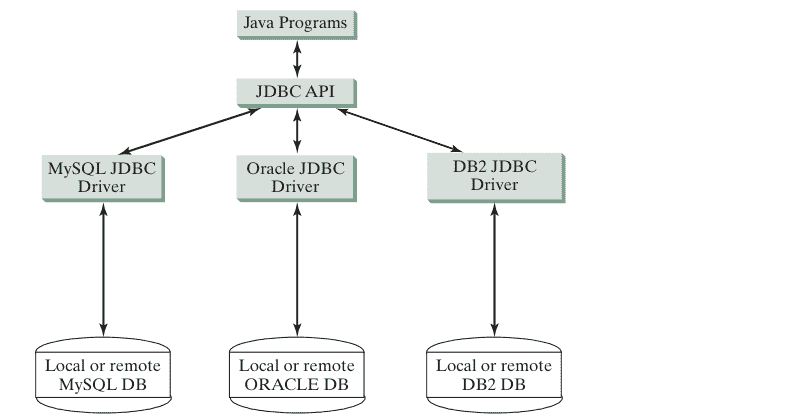 Java Programs
JDBC API
MySQL JDBC
Driver
Oracle JDBC
Driver
DB2 JDBC
Driver
Local or remote
MySQL DB
Local or remote
ORACLE DB
Local or remote
DB2 DB